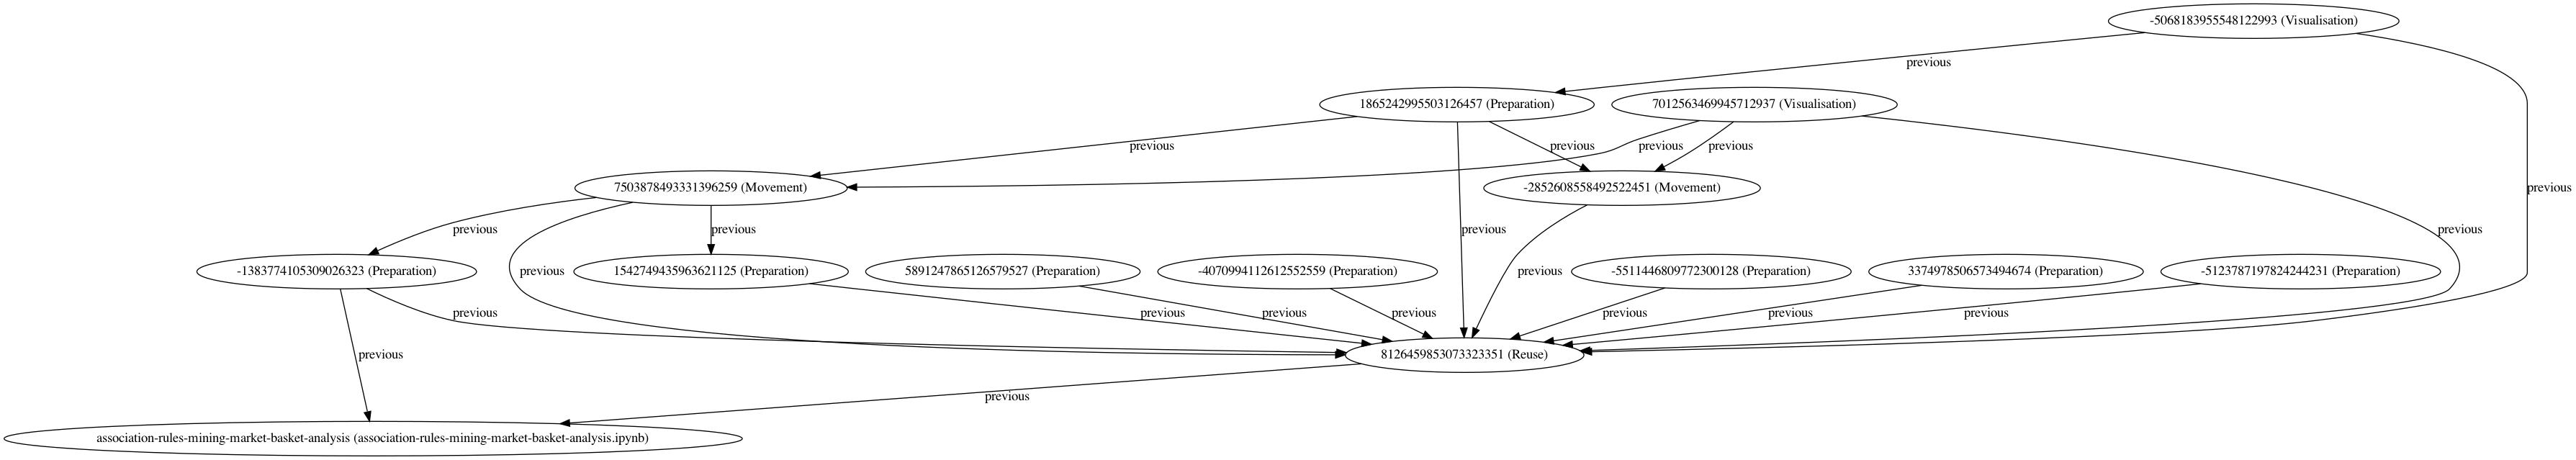 -5068183955548122993 (Visualisation)
previous
1865242995503126457 (Preparation)
7012563469945712937 (Visualisation)
previous
previous
previous
previous
7503878493331396259 (Movement)
-2852608558492522451 (Movement)
previous
previous
previous
previous
previous
-1383774105309026323 (Preparation)
1542749435963621125 (Preparation)
5891247865126579527 (Preparation)
-4070994112612552559 (Preparation)
-5511446809772300128 (Preparation)
3374978506573494674 (Preparation)
-5123787197824244231 (Preparation)
previous
previous
previous
previous
previous
previous
previous
previous
previous
8126459853073323351 (Reuse)
previous
previous
association-rules-mining-market-basket-analysis (association-rules-mining-market-basket-analysis.ipynb)